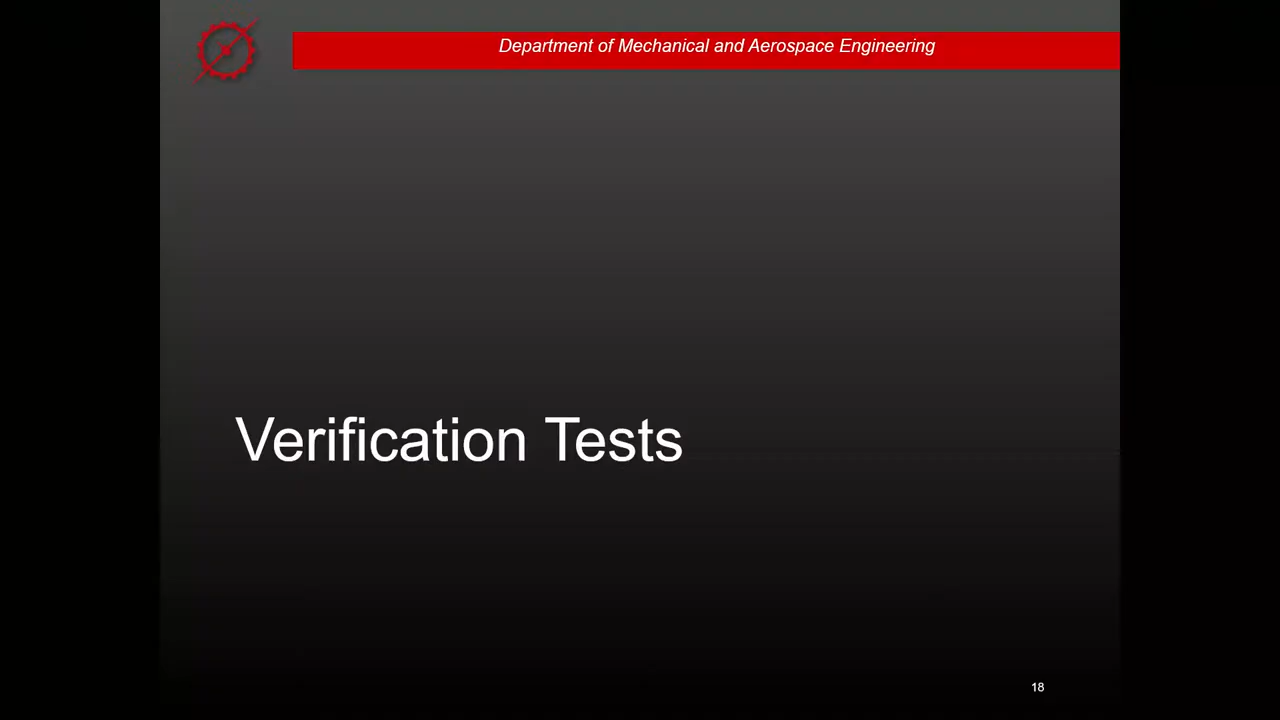 Department of Mechanical and Aerospace Engineering
Verification Tests
18